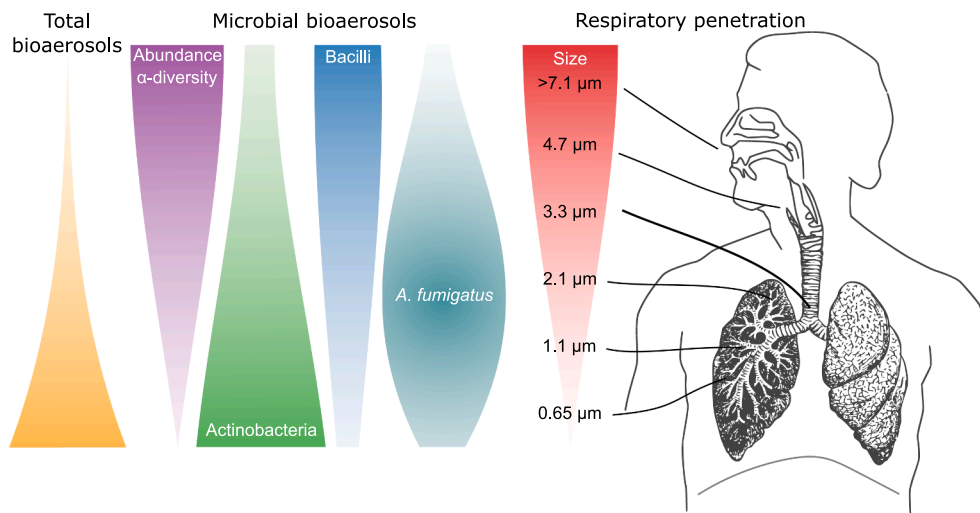 Total
bioaerosols
Microbial bioaerosols
Respiratory penetration
Abundance
α-diversity
Bacilli
Actinobacteria
A. fumigatus
Size
>7.1 μm
4.7 μm
3.3 μm
2.1 μm
1.1 μm
0.65 μm